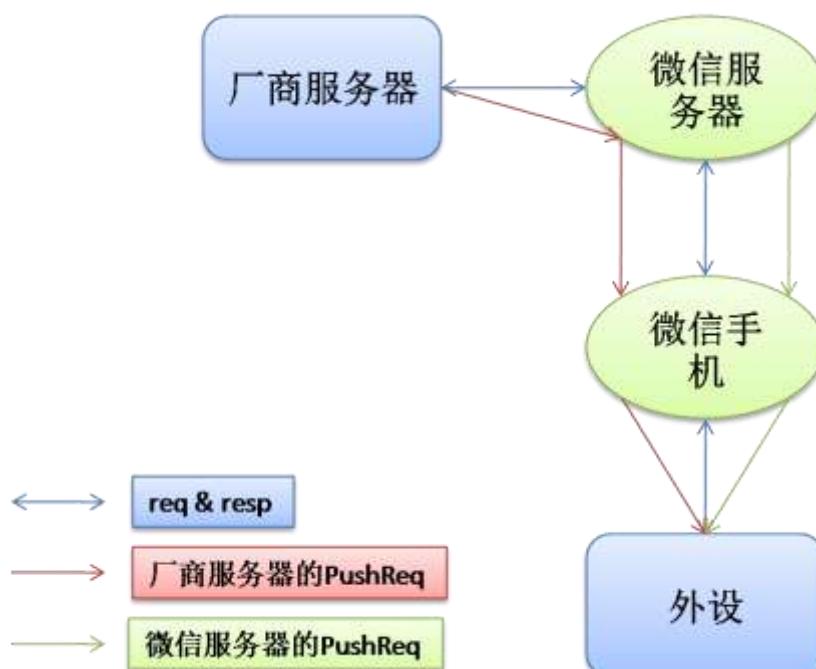 厂商服务器
微信服
务器
微信手
机
req & resp
厂商服务器的PushReq
外设
微信服务器的PushReq